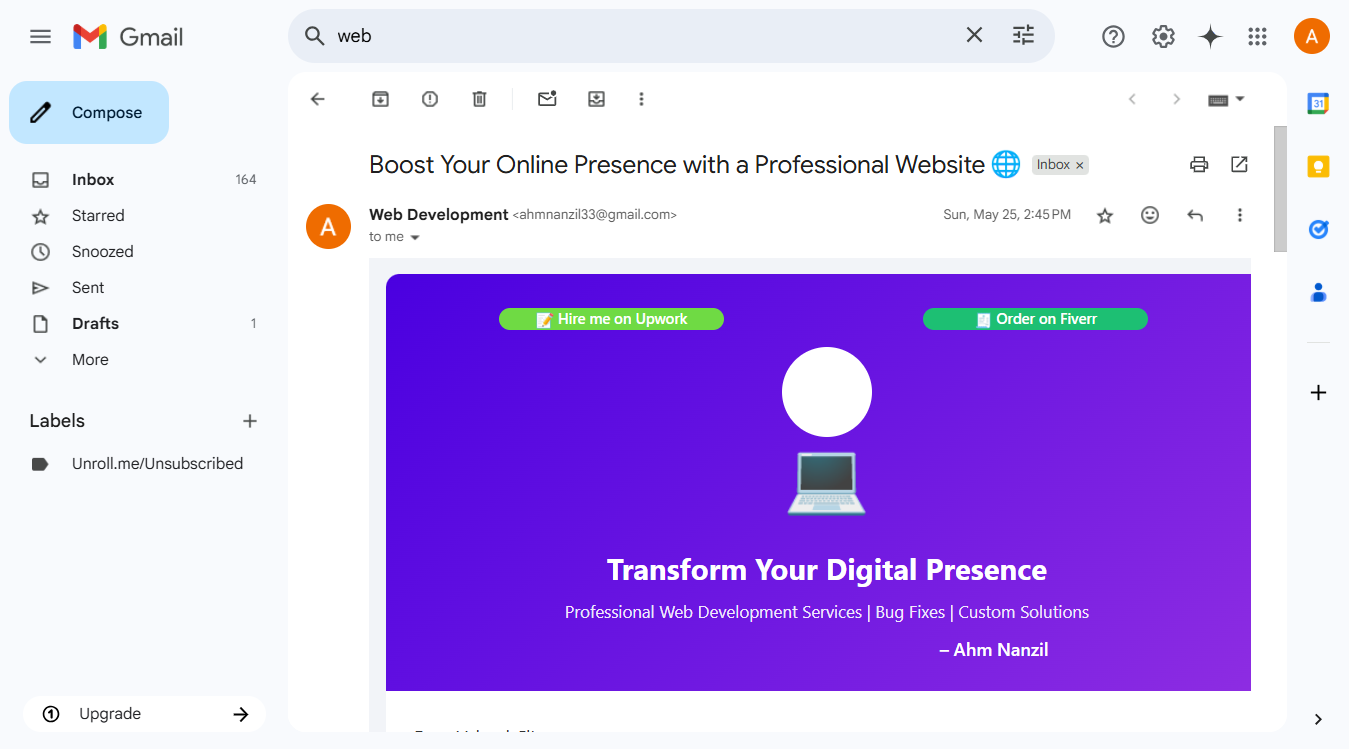 Gmail
web
A
Compose
Inbox 164
Starred
Snoozed
Sent
Drafts 1
More
Labels
Unroll.me/Unsubscribed
Upgrade
Boost Your Online Presence with a Professional Website 🌐 Inbox ×
A
Web Development <ahmnanzil33@gmail.com> Sun, May 25, 2:45 PM
to me
📝 Hire me on Upwork
🧾 Order on Fiverr
Transform Your Digital Presence
Professional Web Development Services | Bug Fixes | Custom Solutions
– Ahm Nanzil
31